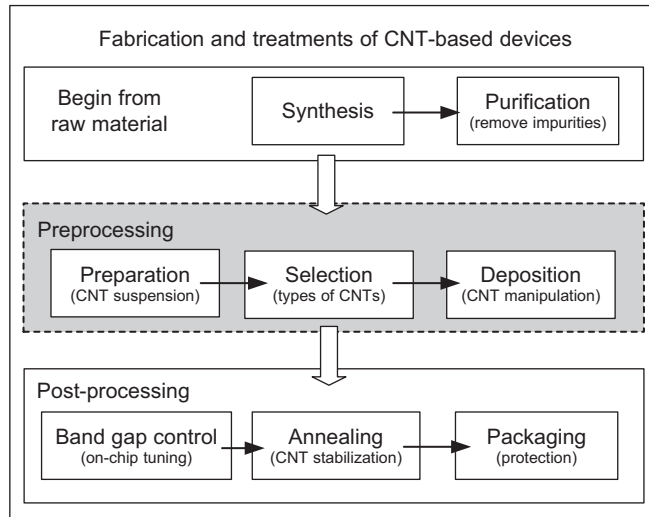 Fabrication and treatments of CNT-based devices
Begin from
raw material
Synthesis
Purification
(remove impurities)
Preprocessing
Preparation
(CNT suspension)
Selection
(types of CNTs)
Deposition
(CNT manipulation)
Post-processing
Band gap control
(on-chip tuning)
Annealing
(CNT stabilization)
Packaging
(protection)